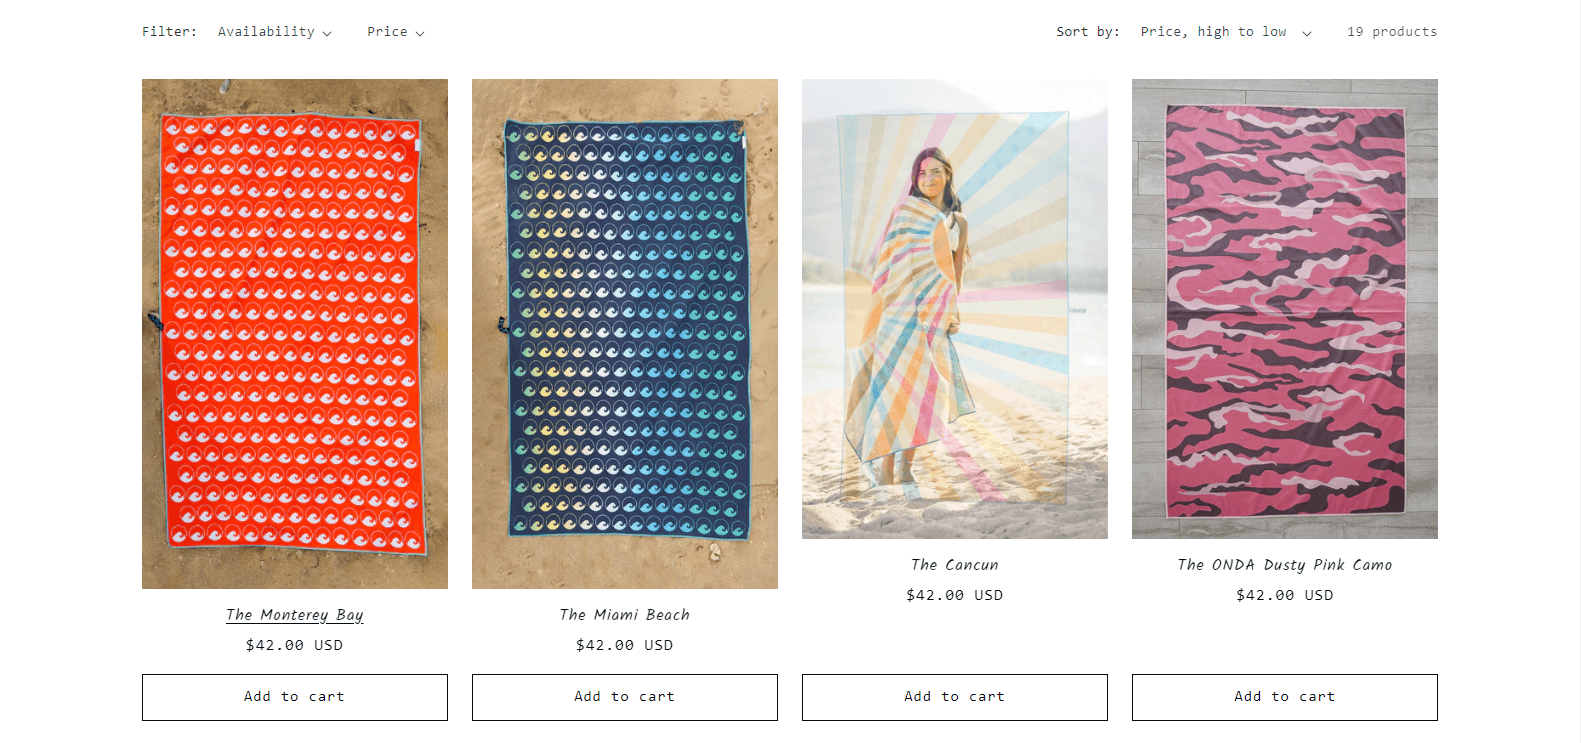 Filter: Availability Price Sort by: Price, high to low 19 products
The Monterey Bay
$42.00 USD
Add to cart
The Miami Beach
$42.00 USD
Add to cart
The Cancun
$42.00 USD
Add to cart
The ONDA Dusty Pink Camo
$42.00 USD
Add to cart